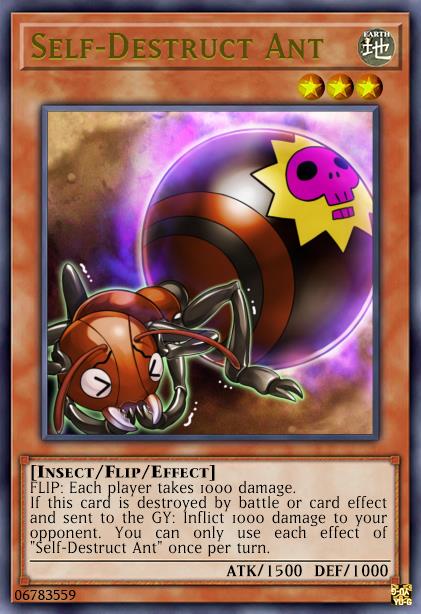 Self-Destruct Ant
EARTH
地
[Insect/Flip/Effect]
FLIP: Each player takes 1000 damage.
If this card is destroyed by battle or card effect
and sent to the GY: Inflict 1000 damage to your
opponent. You can only use each effect of
"Self-Destruct Ant" once per turn.
ATK/1500 DEF/1000
06783559